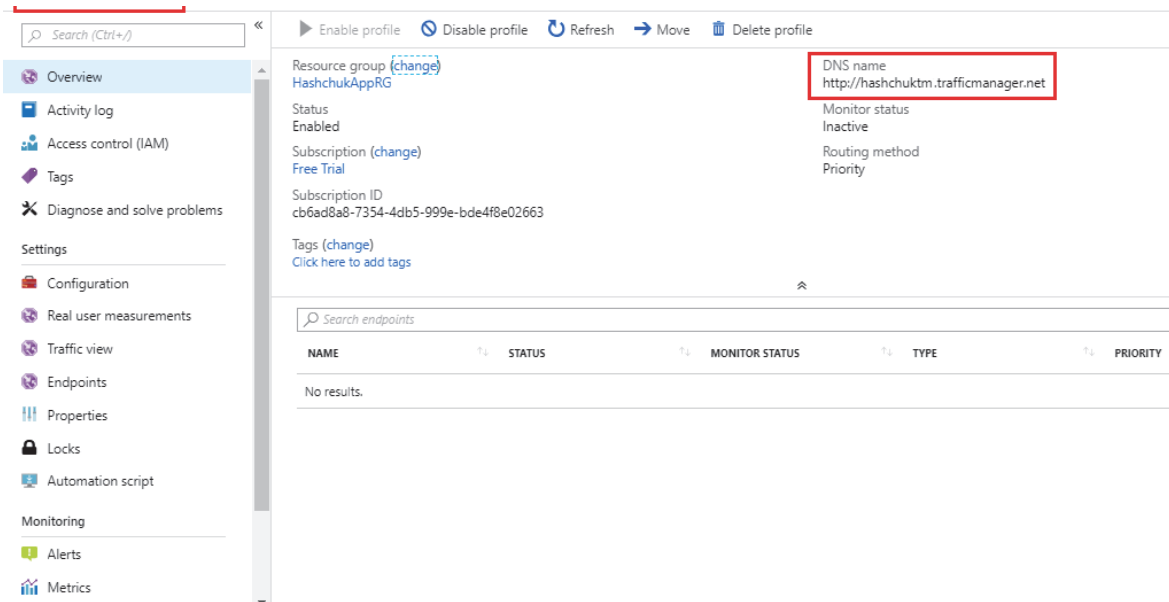 Search (Ctrl+/)
«
Overview
Activity log
Access control (IAM)
Tags
Diagnose and solve problems
Settings
Configuration
Real user measurements
Traffic view
Endpoints
Properties
Locks
Automation script
Monitoring
Alerts
Metrics
Enable profile Disable profile Refresh Move Delete profile
Resource group (change)
HashchukAppRG
Status
Enabled
Subscription (change)
Free Trial
Subscription ID
cb6ad8a8-7354-4db5-999e-bde4f8e02663
Tags (change)
Click here to add tags
DNS name
http://hashchuktm.trafficmanager.net
Monitor status
Inactive
Routing method
Priority
Search endpoints
NAME STATUS MONITOR STATUS TYPE PRIORITY
No results.